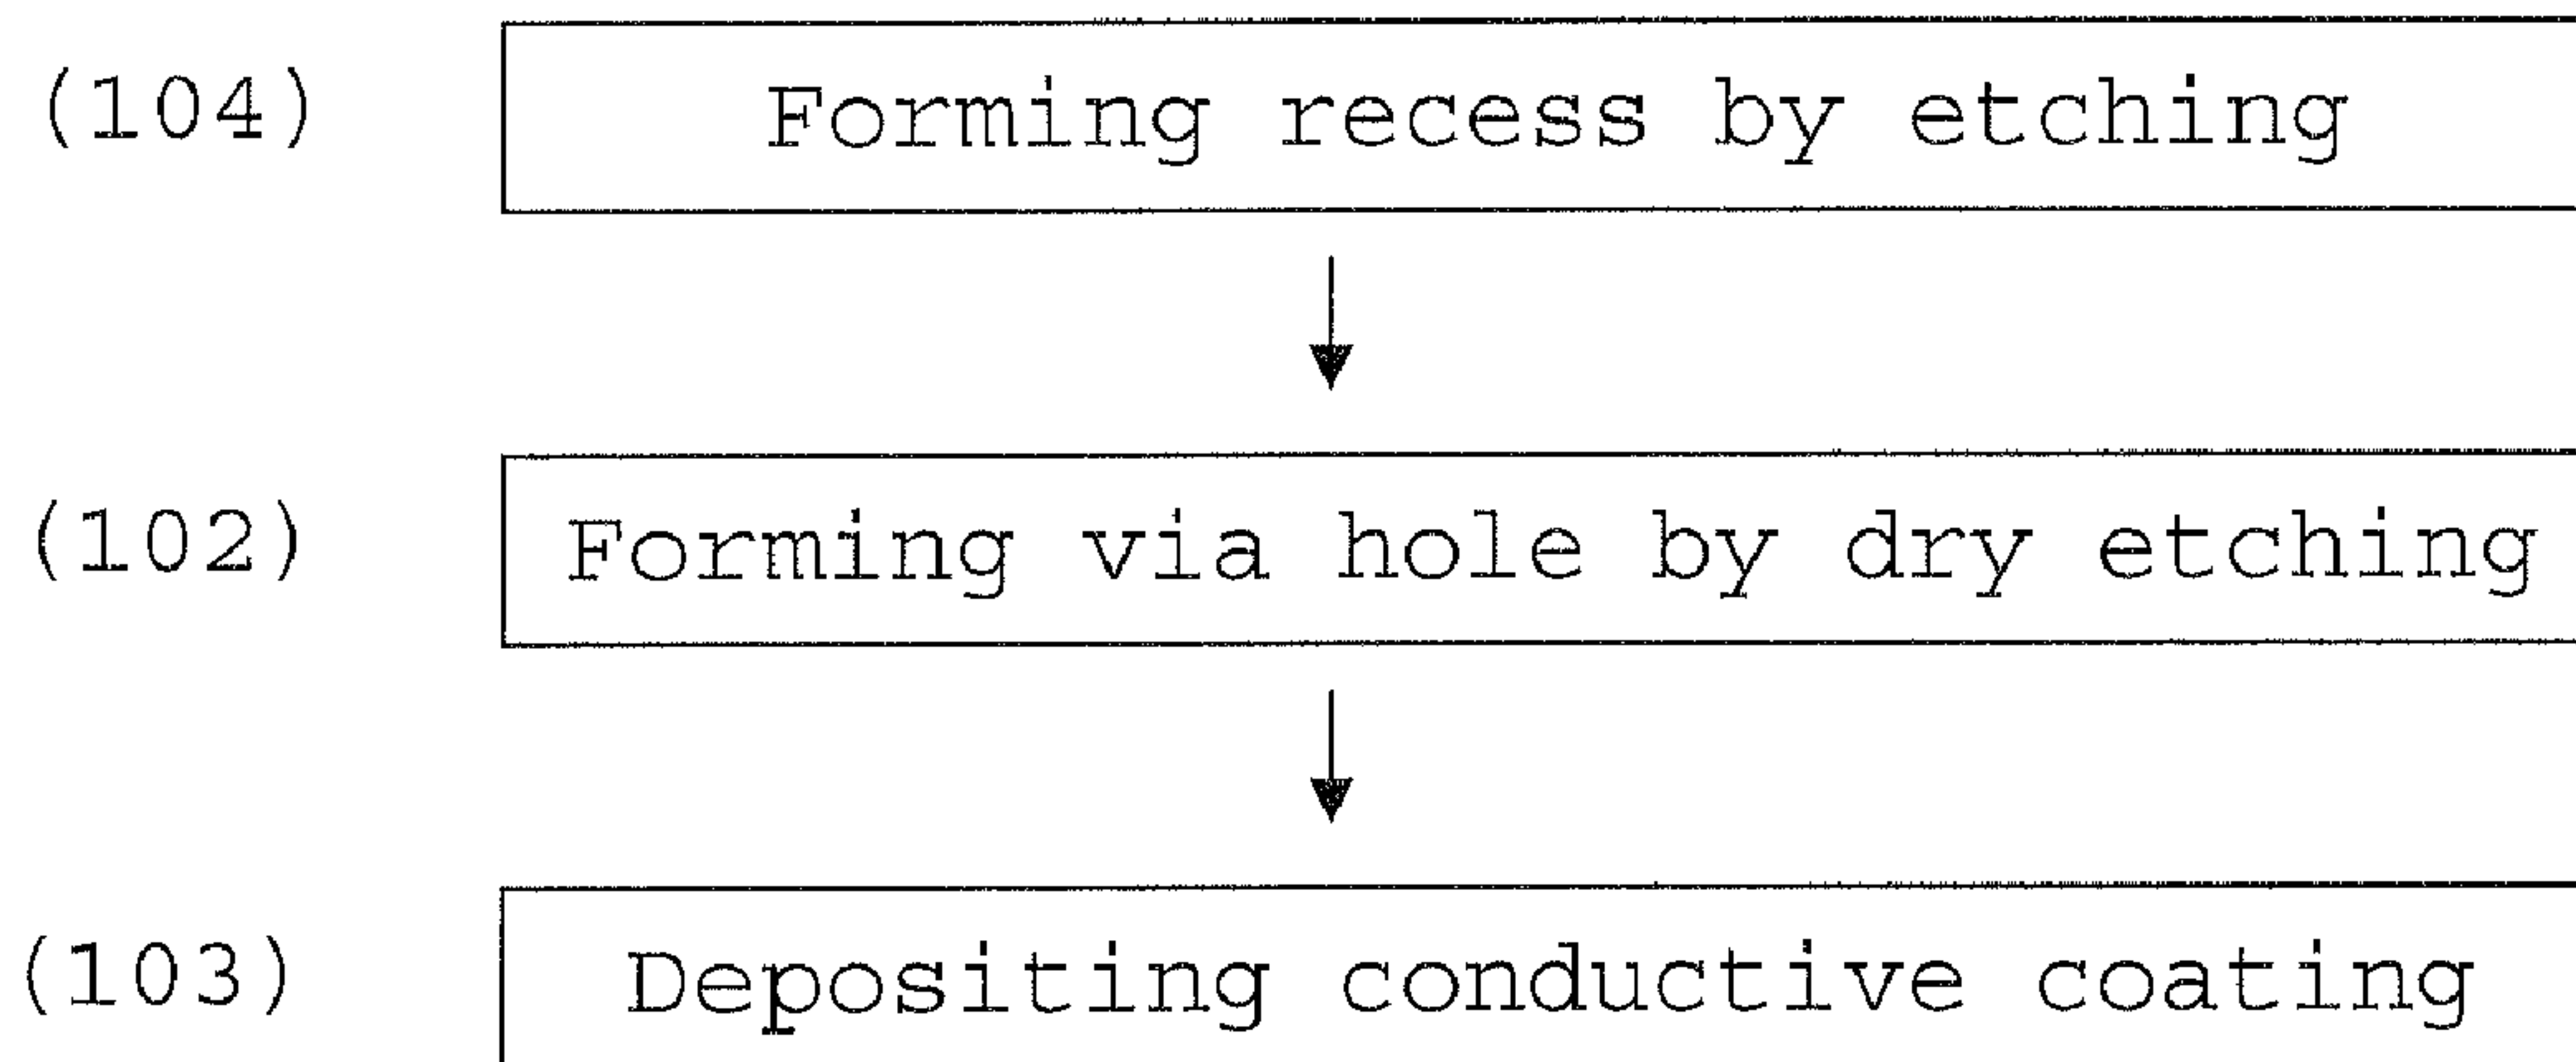 (104) Forming recess by etching
(102) Forming via hole by dry etching
(103) Depositing conductive coating